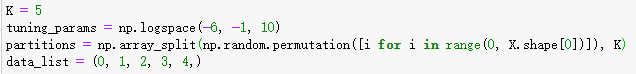 K = 5
tuning_params = np.logspace(-6, -1, 10)
partitions = np.array_split(np.random.permutation([i for i in range(0, X.shape[0])]), K)
data_list = (0, 1, 2, 3, 4,)